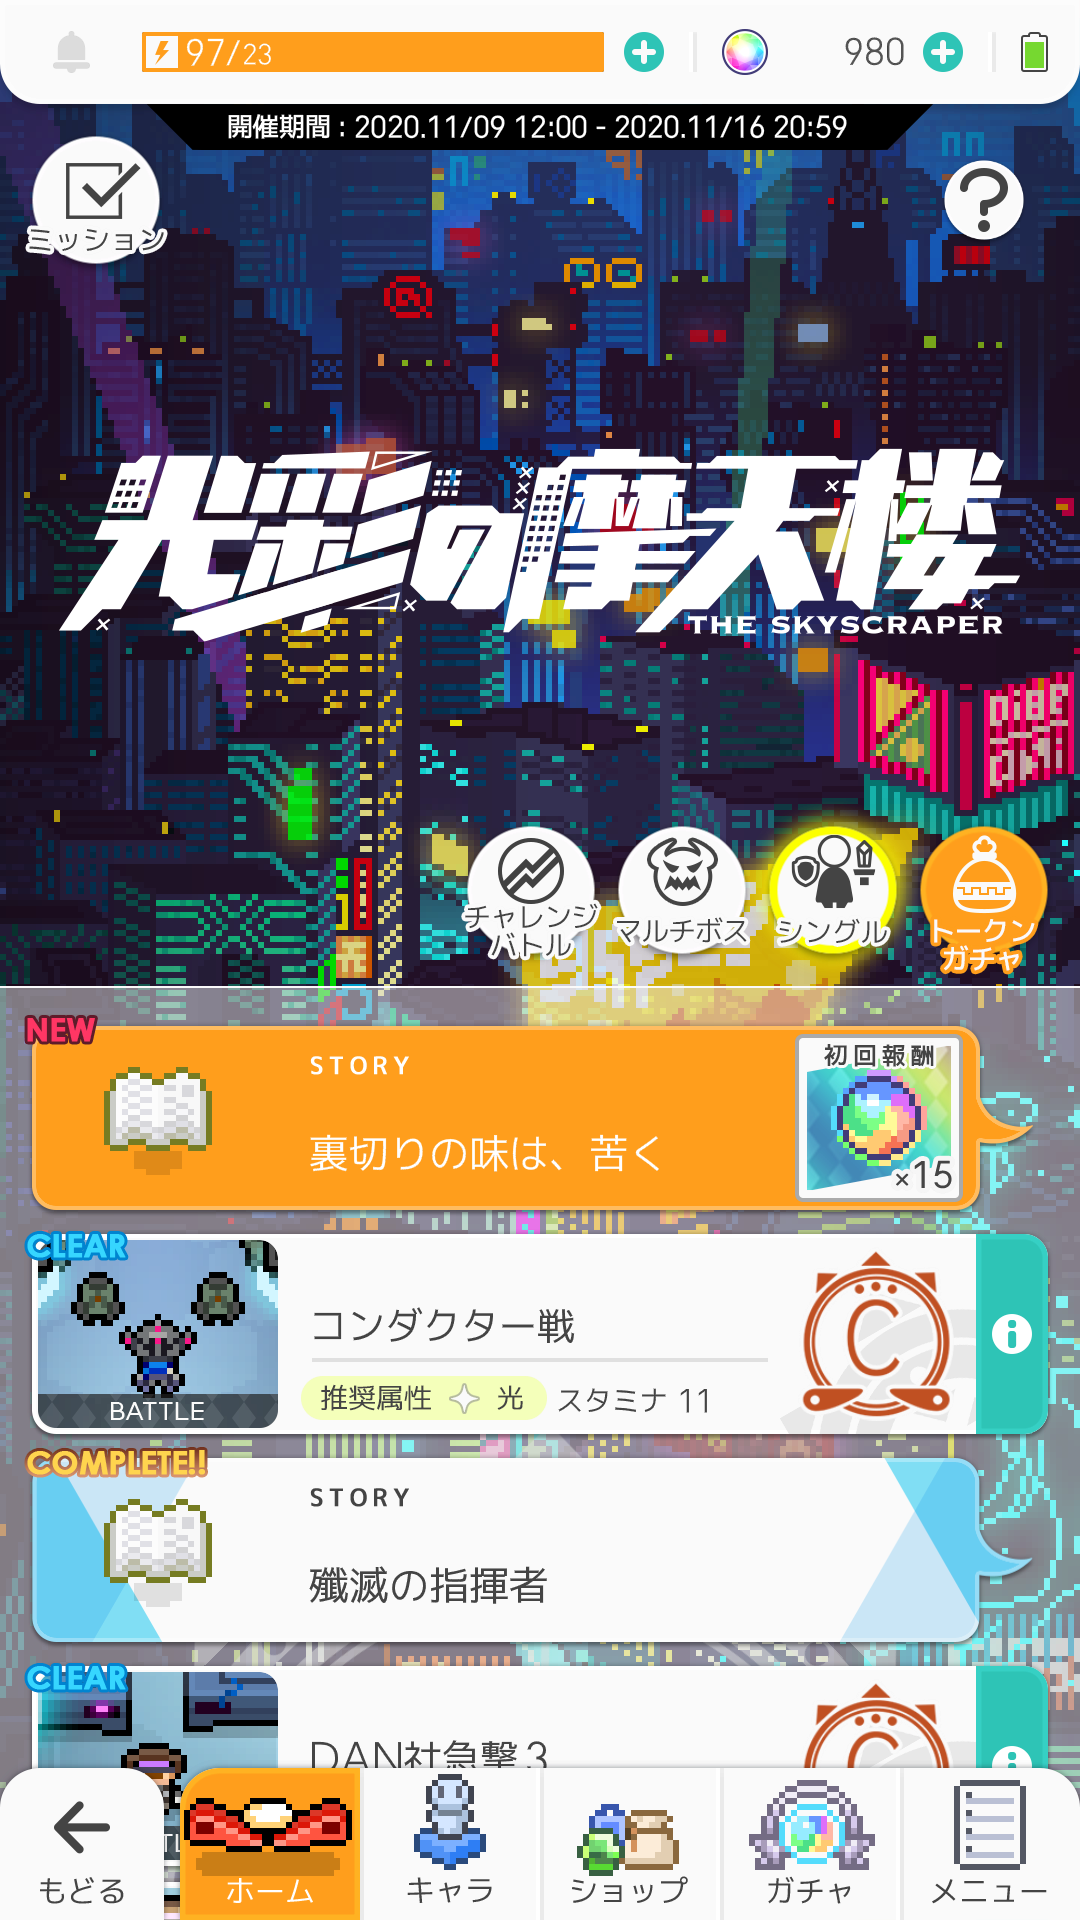 97/23
980
開催期間 : 2020.11/09 12:00 - 2020.11/16 20:59
ミッション
光彩の摩天楼
THE SKYSCRAPER
チャレンジ
バトル
マルチボス
シングル
トークン
ガチャ
NEW
STORY
初回報酬
裏切りの味は、苦く
×15
CLEAR
コンダクター戦
C
BATTLE
推奨属性 光 スタミナ 11
COMPLETE!!
STORY
殲滅の指揮者
CLEAR
DAN社急撃3
もどる
ホーム
キャラ
ショップ
ガチャ
メニュー